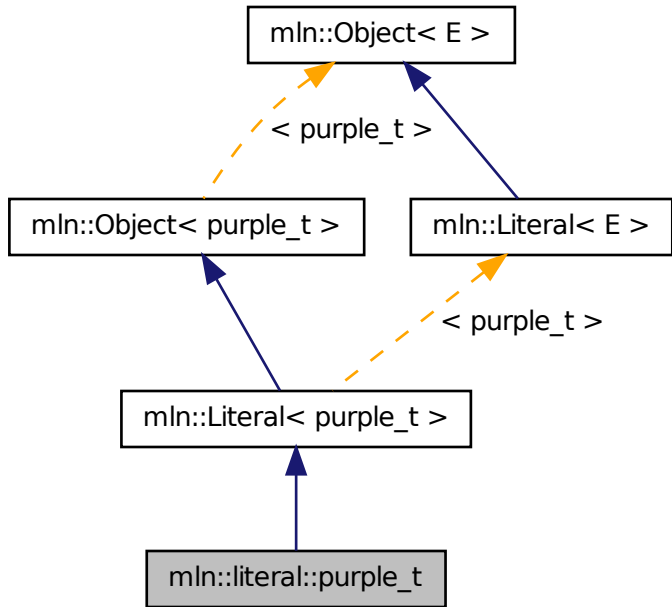 mln::Object< E >
< purple_t >
mln::Object< purple_t >
mln::Literal< E >
< purple_t >
mln::Literal< purple_t >
mln::literal::purple_t